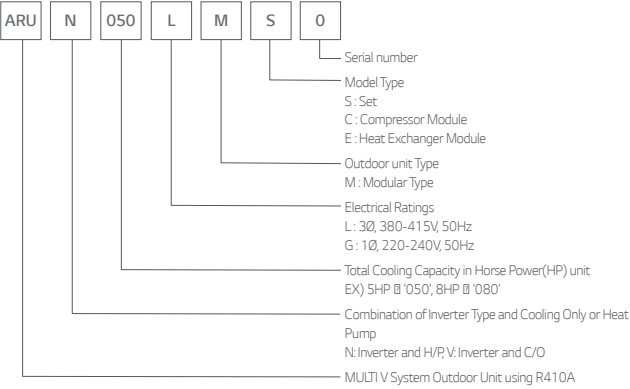 ARU N 050 L M S 0
Serial number
Model Type
S : Set
C : Compressor Module
E : Heat Exchanger Module
Outdoor unit Type
M : Modular Type
Electrical Ratings
L : 3Ø, 380-415V, 50Hz
G : 1Ø, 220-240V, 50Hz
Total Cooling Capacity in Horse Power(HP) unit
EX) 5HP '050', 8HP '080'
Combination of Inverter Type and Cooling Only or Heat
Pump
N: Inverter and H/P, V: Inverter and C/O
MULTI V System Outdoor Unit using R410A